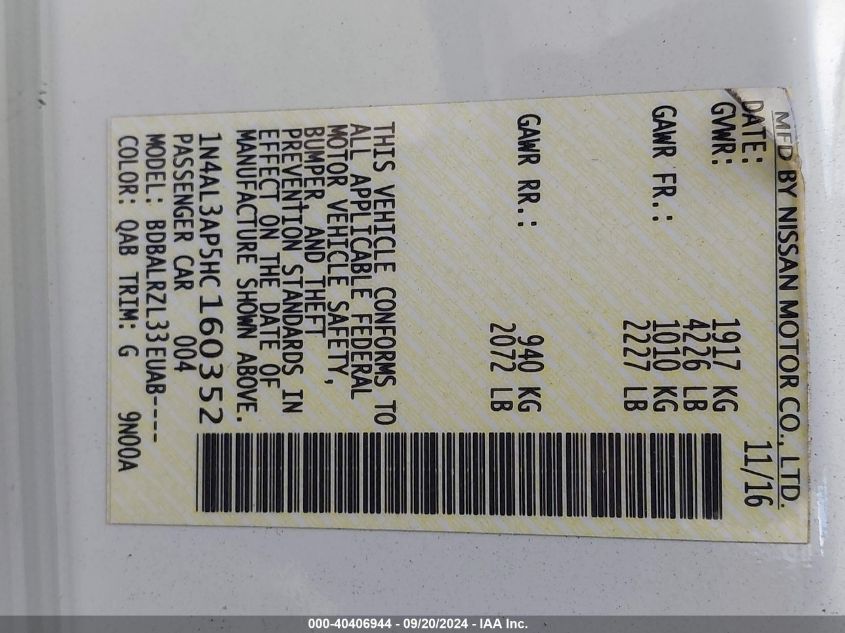 MFD BY NISSAN MOTOR CO., LTD.
DATE: 11/16
GVWR: 1917 KG
4226 LB
GAWR FR.: 1010 KG
2227 LB
GAWR RR.: 940 KG
2072 LB
THIS VEHICLE CONFORMS TO
ALL APPLICABLE FEDERAL
MOTOR VEHICLE SAFETY,
BUMPER, AND THEFT
PREVENTION STANDARDS IN
EFFECT ON THE DATE OF
MANUFACTURE SHOWN ABOVE.
1N4AL3AP5HC160352
PASSENGER CAR 004
MODEL: BDBALRZL33EUAB----
COLOR: QAB TRIM: G 9N00A
000-40406944 - 09/20/2024 - IAA Inc.